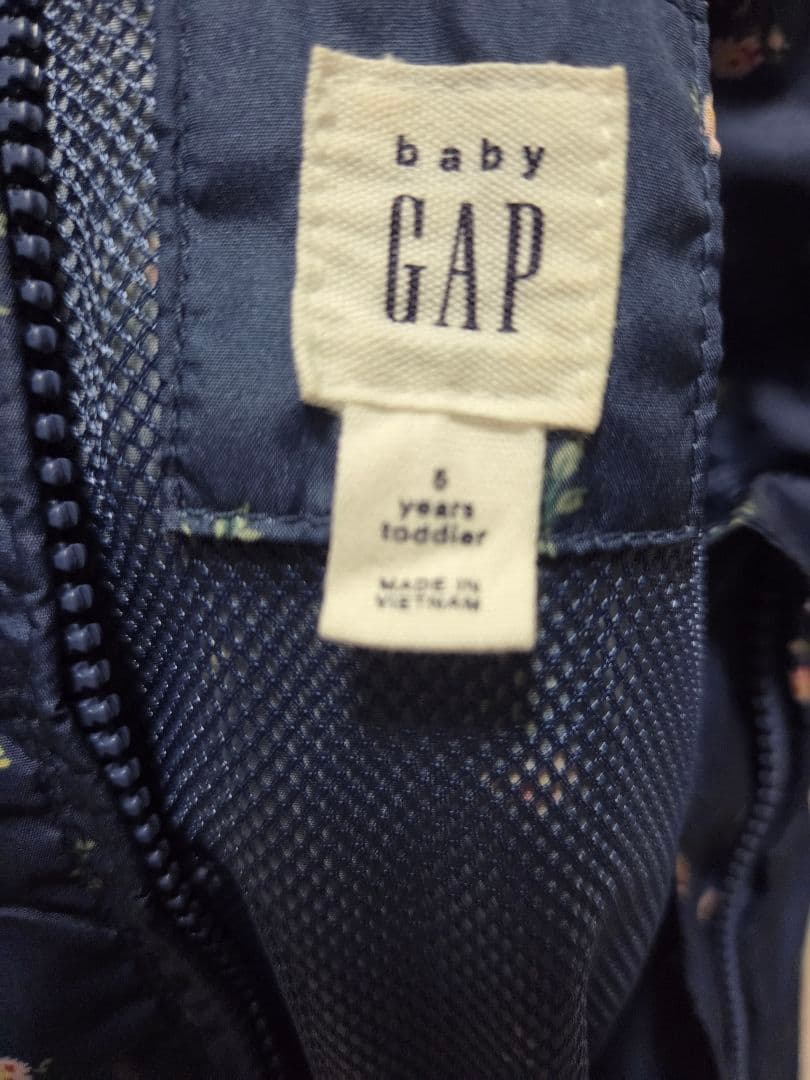 baby
GAP
5
years
toddler
MADE IN
VIETNAM